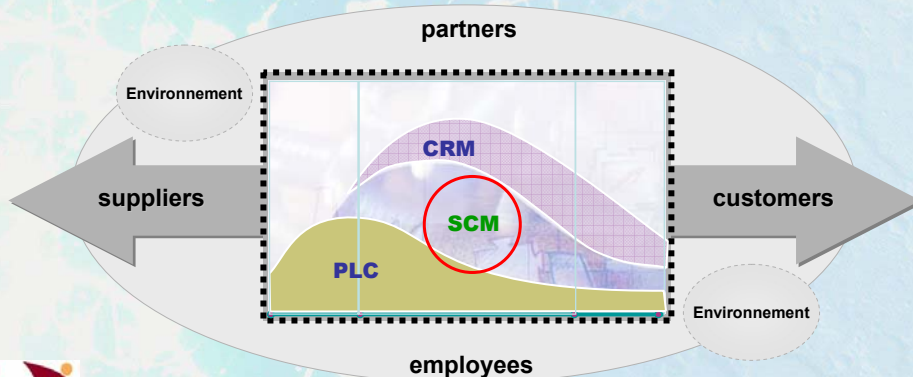 partners
Environnement
CRM
suppliers
customers
SCM
PLC
Environnement
employees